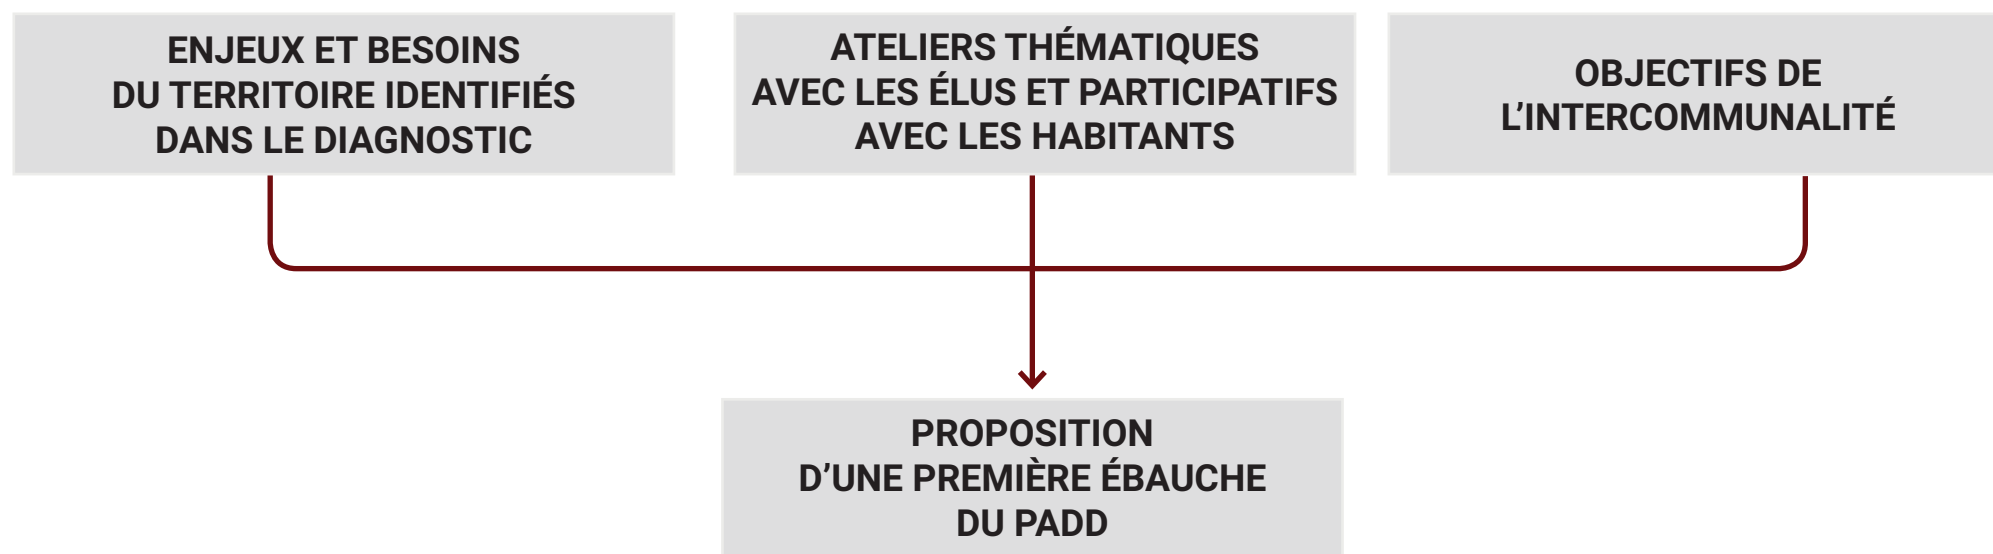 ENJEUX ET BESOINS
DU TERRITOIRE IDENTIFIÉS
DANS LE DIAGNOSTIC
ATELIERS THÉMATIQUES
AVEC LES ÉLUS ET PARTICIPATIFS
AVEC LES HABITANTS
OBJECTIFS DE
L’INTERCOMMUNALITÉ
PROPOSITION
D’UNE PREMIÈRE ÉBAUCHE
DU PADD